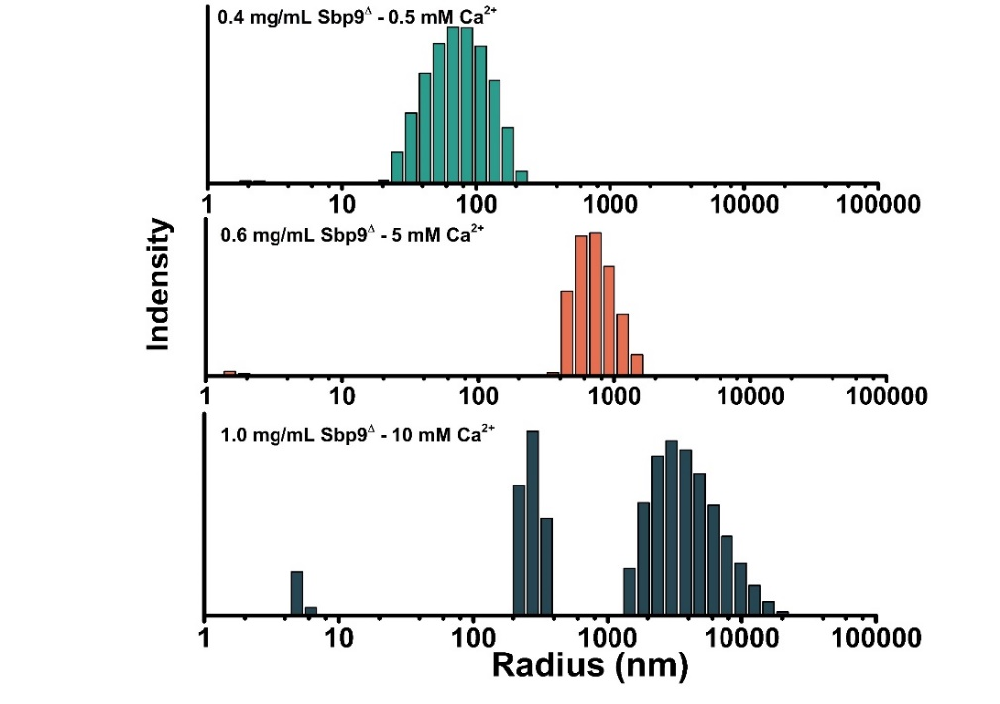 0.4 mg/mL Sbp9Δ - 0.5 mM Ca2+
1 10 100 1000 10000 100000
0.6 mg/mL Sbp9Δ - 5 mM Ca2+
1 10 100 1000 10000 100000
Indensity
1.0 mg/mL Sbp9Δ - 10 mM Ca2+
1 10 100 1000 10000 100000
Radius (nm)